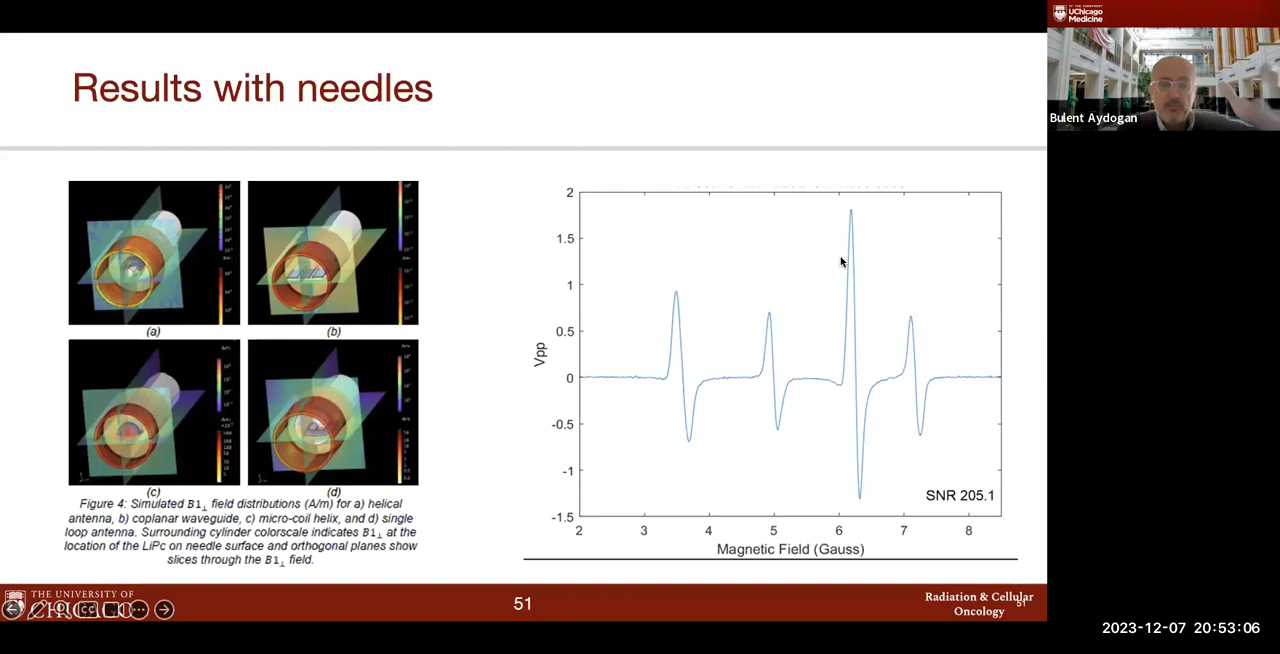 Results with needles
(a)
(b)
(c)
(d)
Figure 4: Simulated B1⊥ field distributions (A/m) for a) helical
antenna, b) coplanar waveguide, c) micro-coil helix, and d) single
loop antenna. Surrounding cylinder colorscale indicates B1⊥ at the
location of the LiPc on needle surface and orthogonal planes show
slices through the B1⊥ field.
2
1.5
1
0.5
0
-0.5
-1
-1.5
Vpp
2 3 4 5 6 7 8
Magnetic Field (Gauss)
SNR 205.1
THE UNIVERSITY OF
CHICAGO
51
Radiation & Cellular
Oncology
51
UChicago
Medicine
Bulent Aydogan
2023-12-07 20:53:06